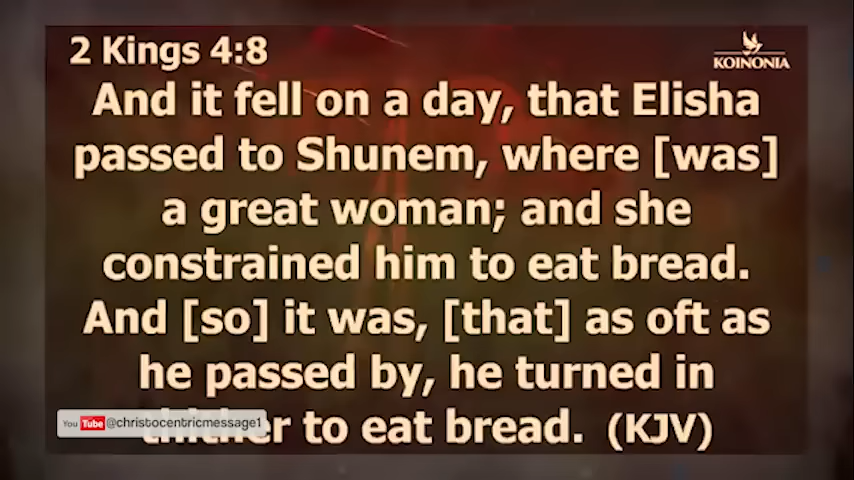 2 Kings 4:8
KOINONIA
And it fell on a day, that Elisha
passed to Shunem, where [was]
a great woman; and she
constrained him to eat bread.
And [so] it was, [that] as oft as
he passed by, he turned in
thither to eat bread. (KJV)
YouTube @christocentricmessage1